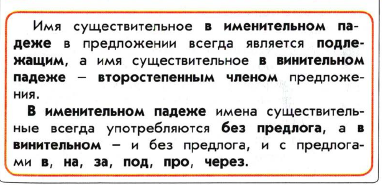 Имя существительное в именительном па-
деже в предложении всегда является подле-
жащим, а имя существительное в винительном
падеже – второстепенным членом предложе-
ния.
В именительном падеже имена существитель-
ные всегда употребляются без предлога, а в
винительном – и без предлога, и с предлога-
ми в, на, за, под, про, через.